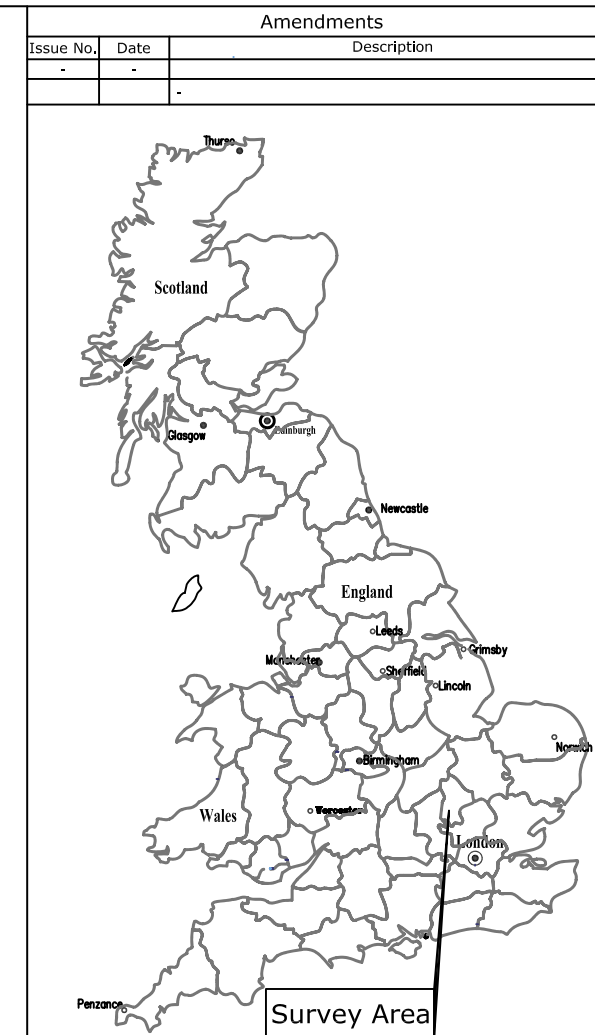 Amendments
Issue No. Date Description
- -
-
Thurso
Scotland
Glasgow
Edinburgh
Newcastle
England
Leeds
Manchester
Grimsby
Sheffield
Lincoln
Norwich
Birmingham
Wales
Worcester
London
Penzance
Survey Area